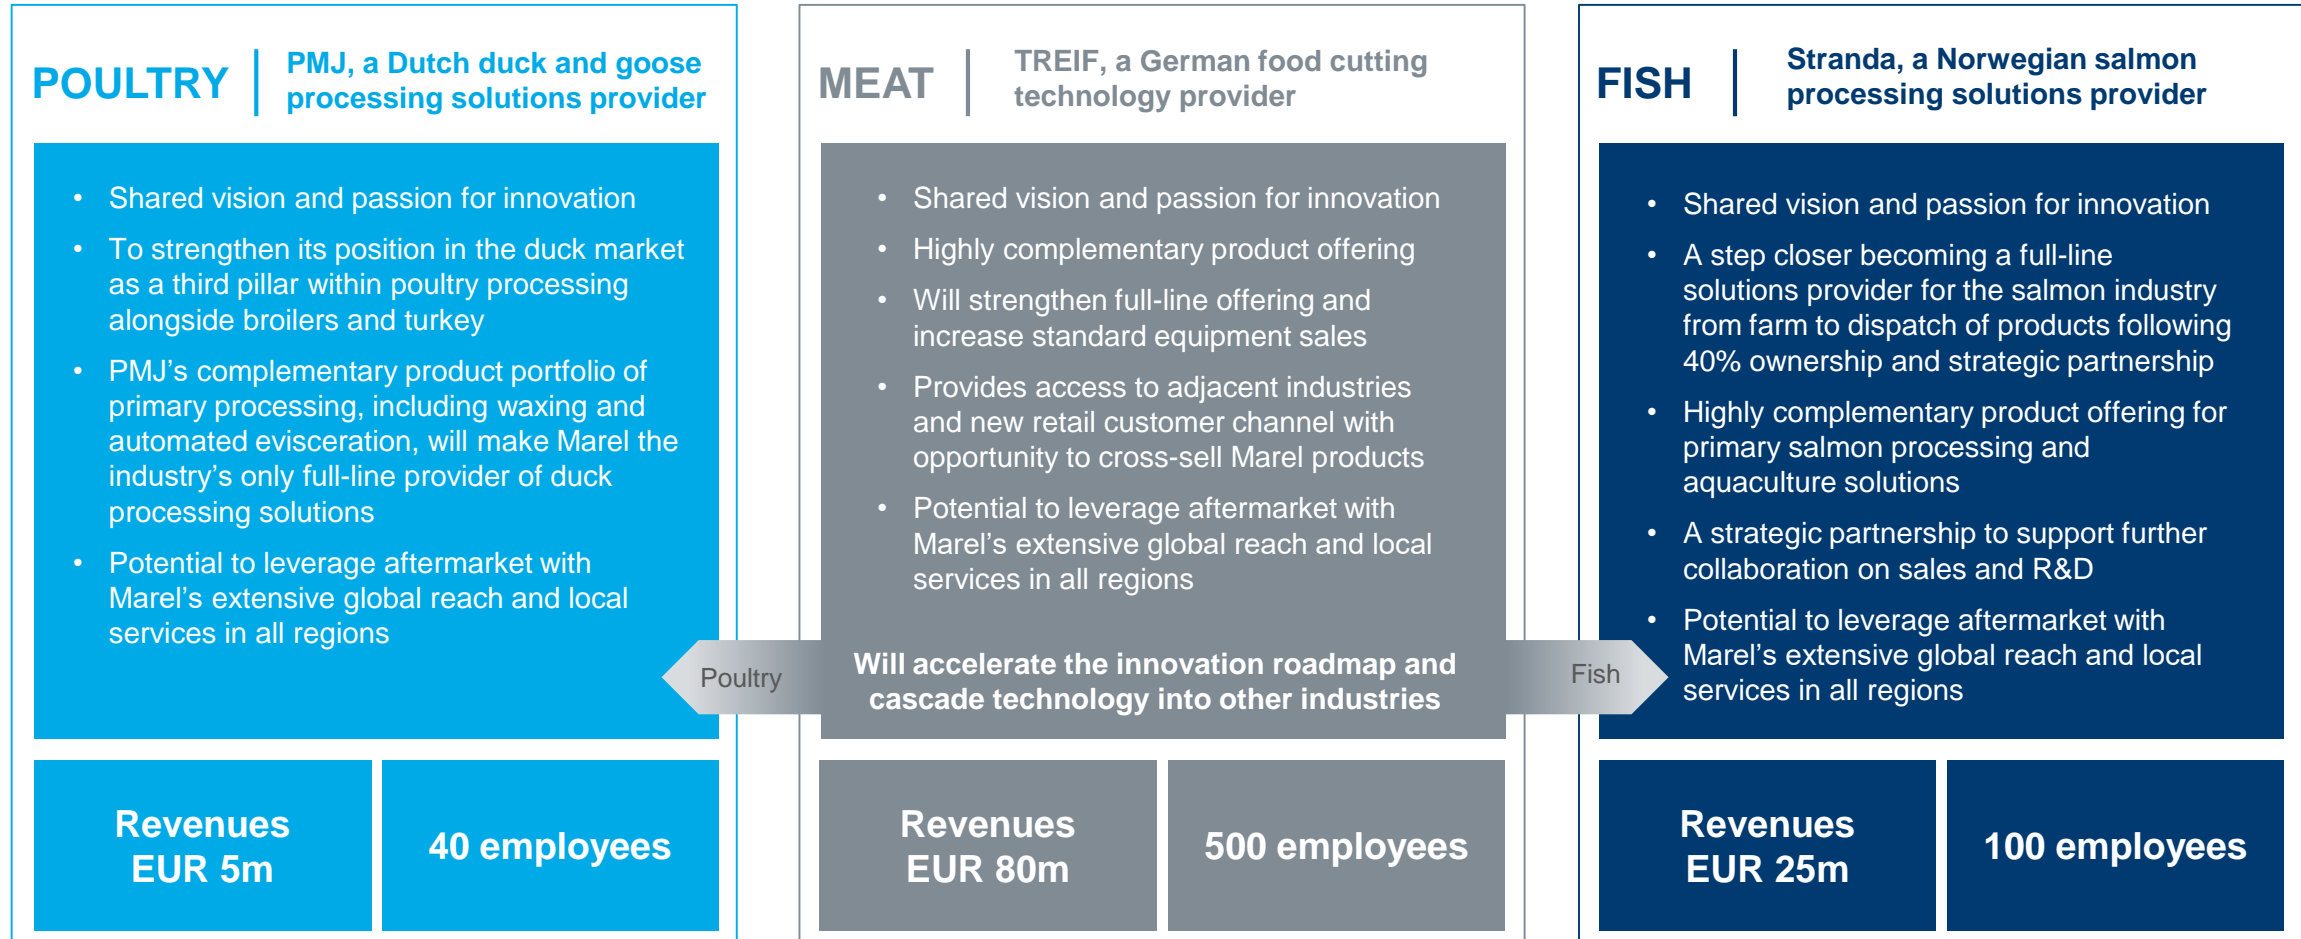 POULTRY
PMJ, a Dutch duck and goose
processing solutions provider
• Shared vision and passion for innovation
• To strengthen its position in the duck market
as a third pillar within poultry processing
alongside broilers and turkey
• PMJ’s complementary product portfolio of
primary processing, including waxing and
automated evisceration, will make Marel the
industry’s only full-line provider of duck
processing solutions
• Potential to leverage aftermarket with
Marel’s extensive global reach and local
services in all regions
Revenues
EUR 5m
40 employees
MEAT
TREIF, a German food cutting
technology provider
• Shared vision and passion for innovation
• Highly complementary product offering
• Will strengthen full-line offering and
increase standard equipment sales
• Provides access to adjacent industries
and new retail customer channel with
opportunity to cross-sell Marel products
• Potential to leverage aftermarket with
Marel’s extensive global reach and local
services in all regions
Poultry
Will accelerate the innovation roadmap and
cascade technology into other industries
Fish
Revenues
EUR 80m
500 employees
FISH
Stranda, a Norwegian salmon
processing solutions provider
• Shared vision and passion for innovation
• A step closer becoming a full-line
solutions provider for the salmon industry
from farm to dispatch of products following
40% ownership and strategic partnership
• Highly complementary product offering for
primary salmon processing and
aquaculture solutions
• A strategic partnership to support further
collaboration on sales and R&D
• Potential to leverage aftermarket with
Marel’s extensive global reach and local
services in all regions
Revenues
EUR 25m
100 employees